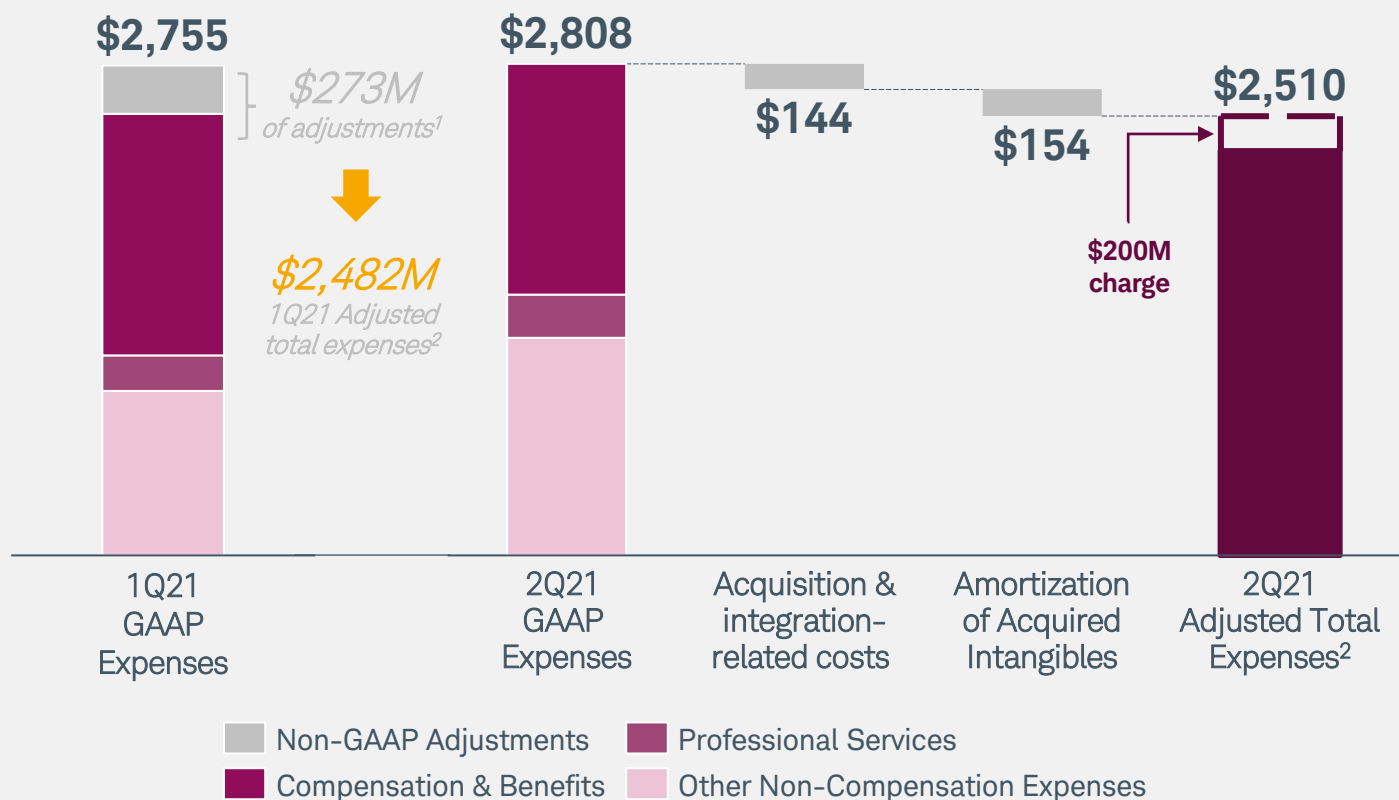 $2,755
$273M
of adjustments¹
$2,482M
1Q21 Adjusted
total expenses²
$2,808
$144
$154
$2,510
$200M
charge
1Q21
GAAP
Expenses
2Q21
GAAP
Expenses
Acquisition &
integration-
related costs
Amortization
of Acquired
Intangibles
2Q21
Adjusted Total
Expenses²
Non-GAAP Adjustments
Professional Services
Compensation & Benefits
Other Non-Compensation Expenses